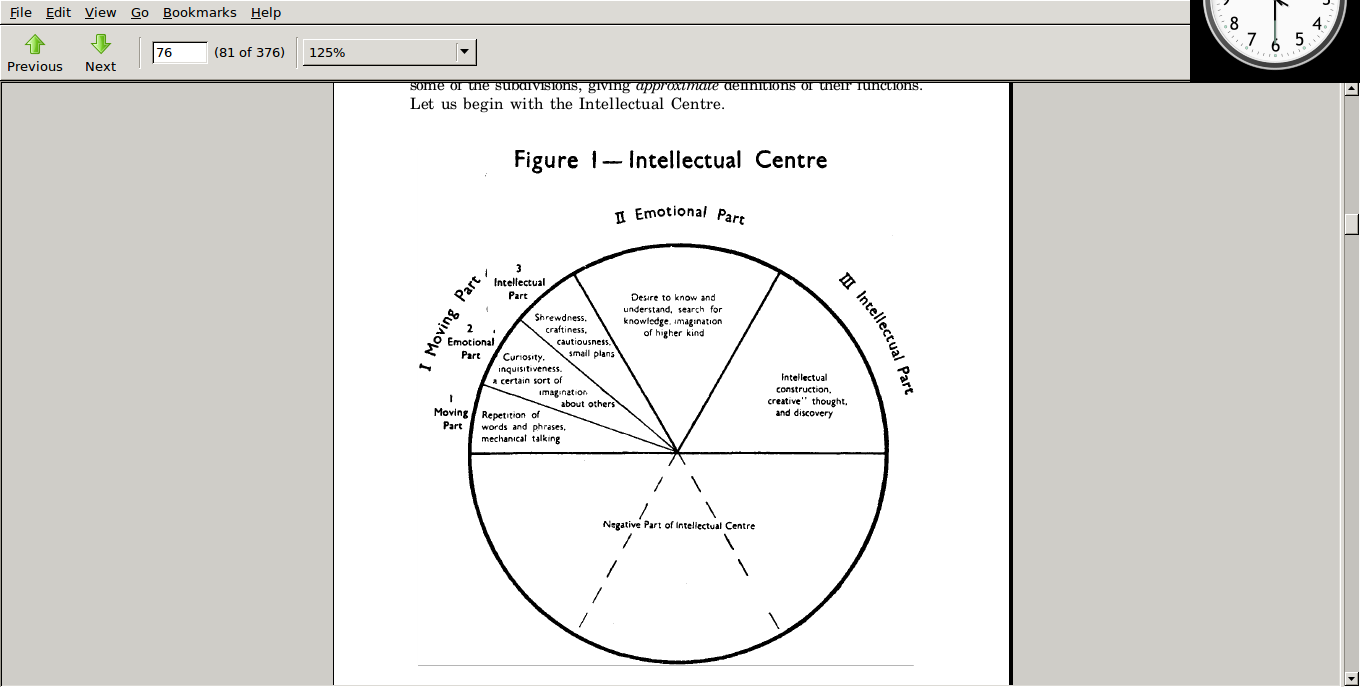 File Edit View Go Bookmarks Help
Previous Next 76 (81 of 376) 125%
8 7 6 5 4
some of the subdivisions, giving approximate definitions of their functions.
Let us begin with the Intellectual Centre.
Figure I — Intellectual Centre
II Emotional Part
I Moving Part
III Intellectual Part
3
Intellectual
Part
2
Emotional
Part
1
Moving
Part
Shrewdness,
craftiness,
cautiousness,
small plans
Curiosity,
inquisitiveness,
a certain sort of
imagination
about others
Repetition of
words and phrases,
mechanical talking
Desire to know and
understand, search for
knowledge, imagination
of higher kind
Intellectual
construction,
creative" thought,
and discovery
Negative Part of Intellectual Centre